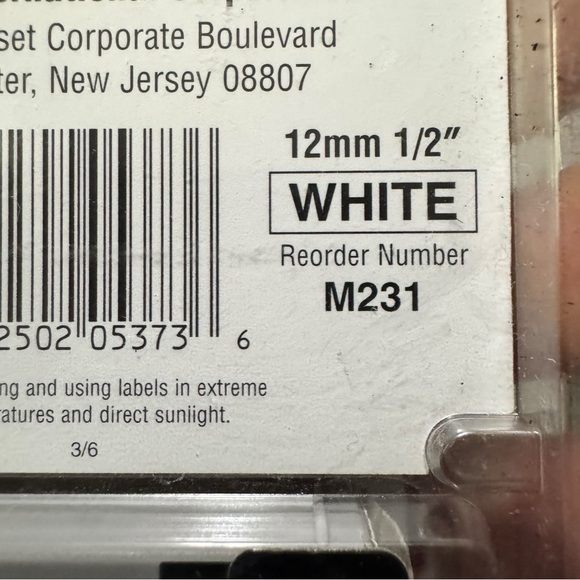 set Corporate Boulevard
ter, New Jersey 08807
12mm 1/2″
WHITE
Reorder Number
M231
2502 05373 6
ng and using labels in extreme
ratures and direct sunlight.
3/6